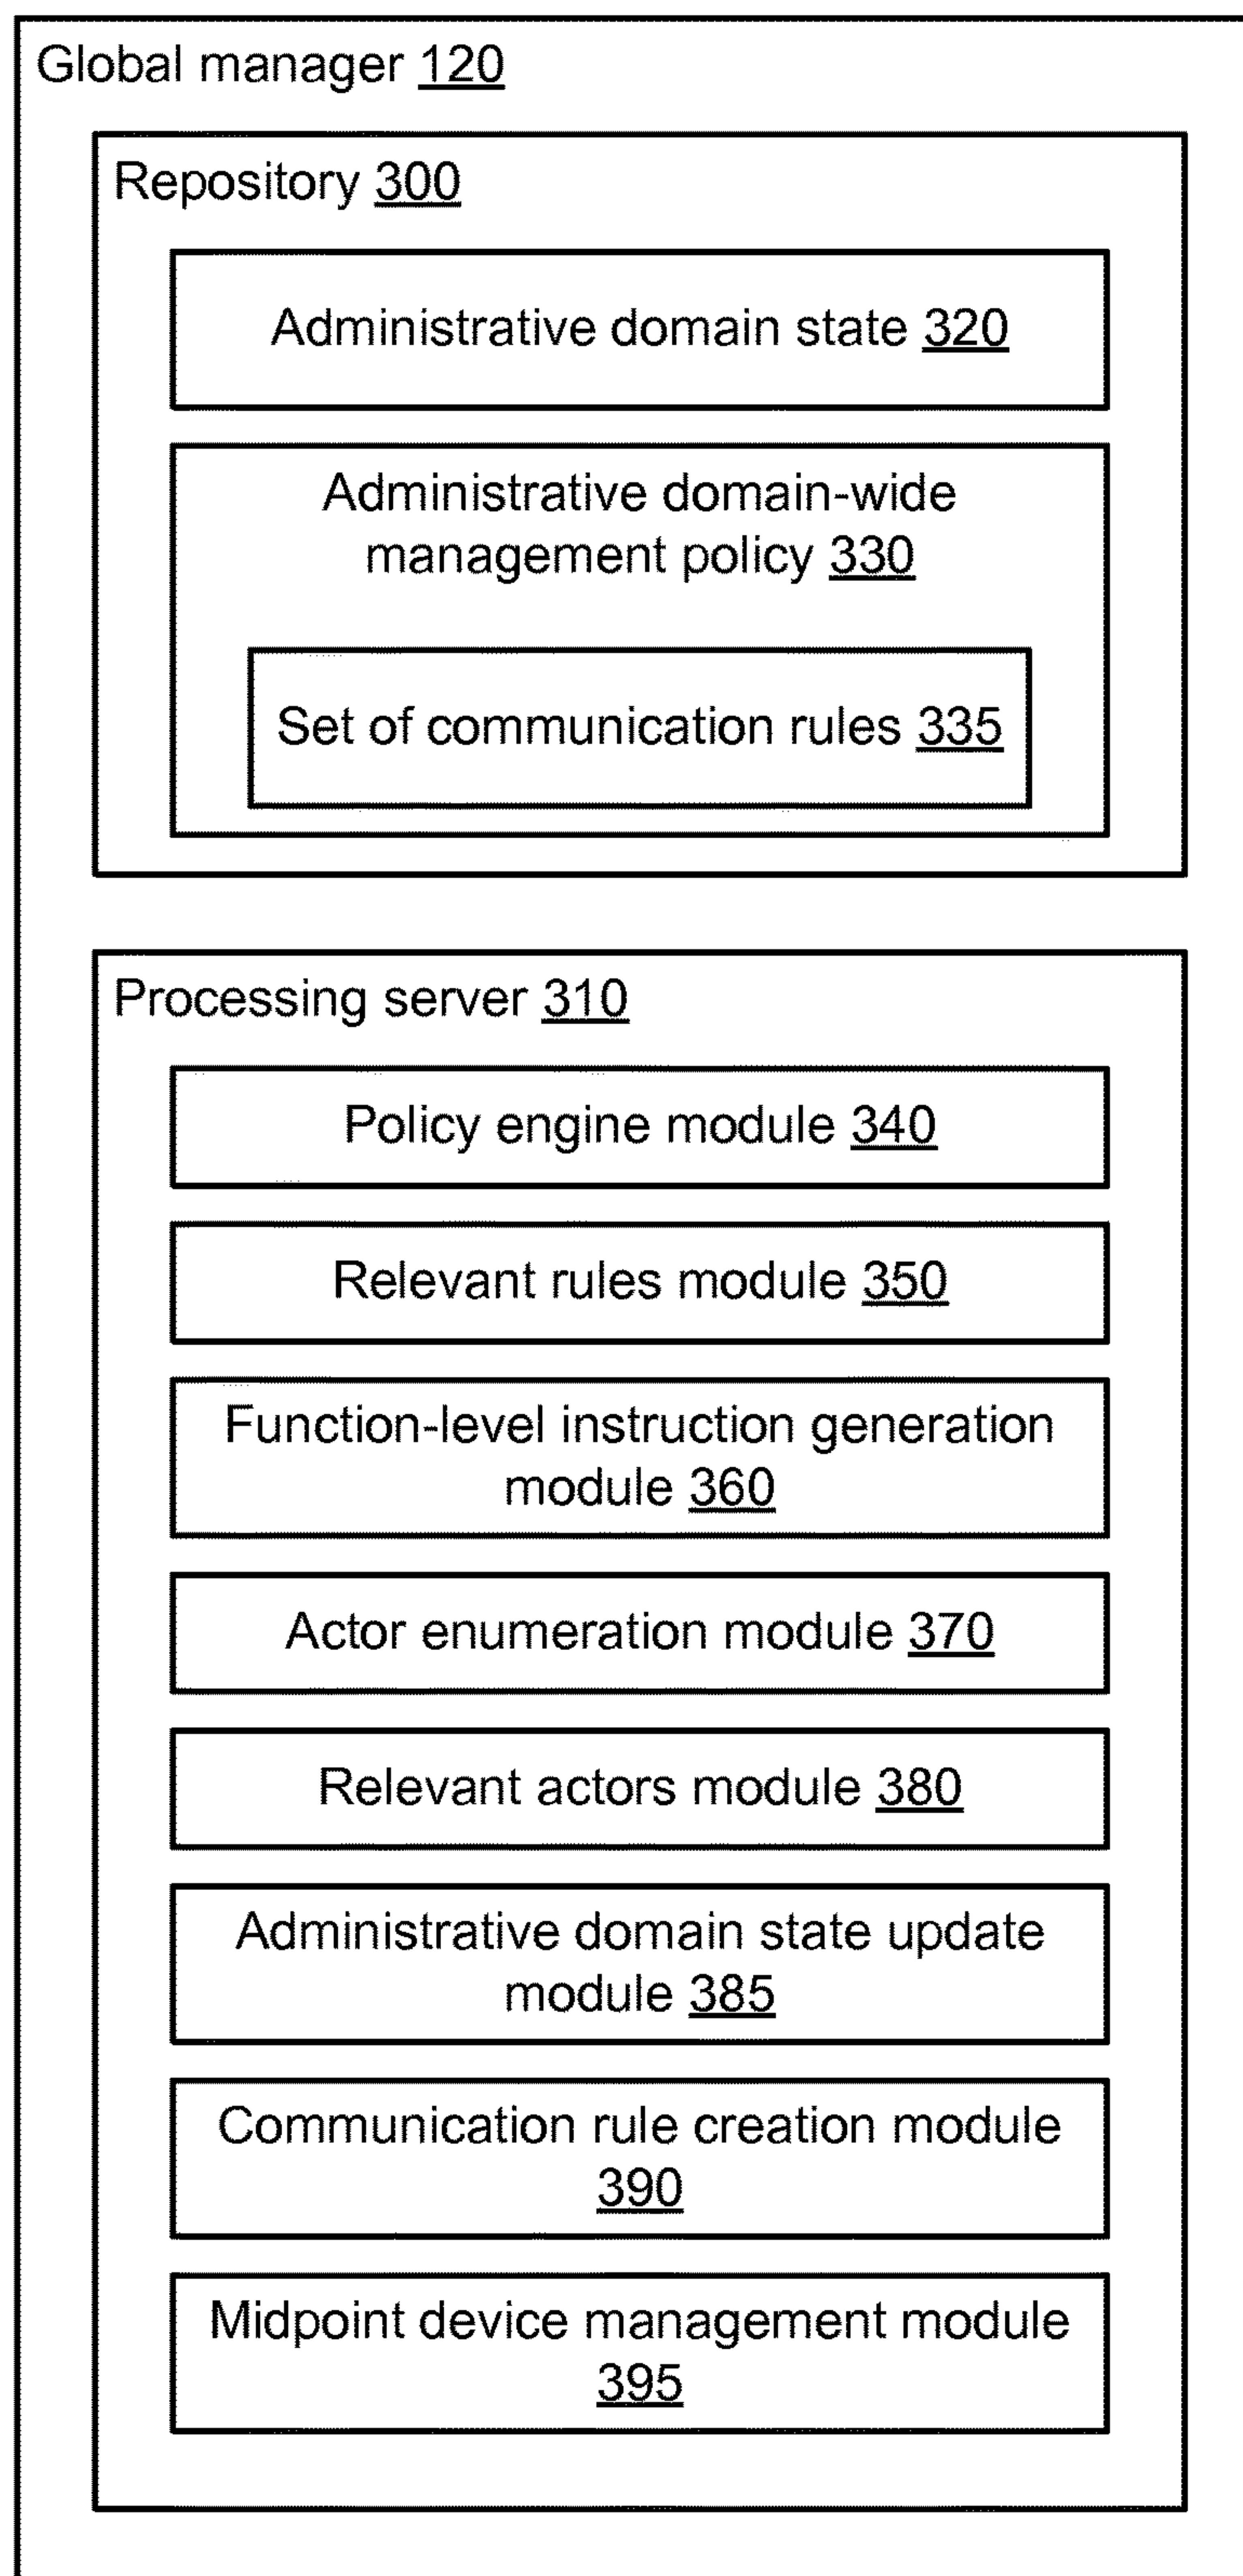 Global manager 120
Repository 300
Administrative domain state 320
Administrative domain-wide
management policy 330
Set of communication rules 335
Processing server 310
Policy engine module 340
Relevant rules module 350
Function-level instruction generation
module 360
Actor enumeration module 370
Relevant actors module 380
Administrative domain state update
module 385
Communication rule creation module
390
Midpoint device management module
395